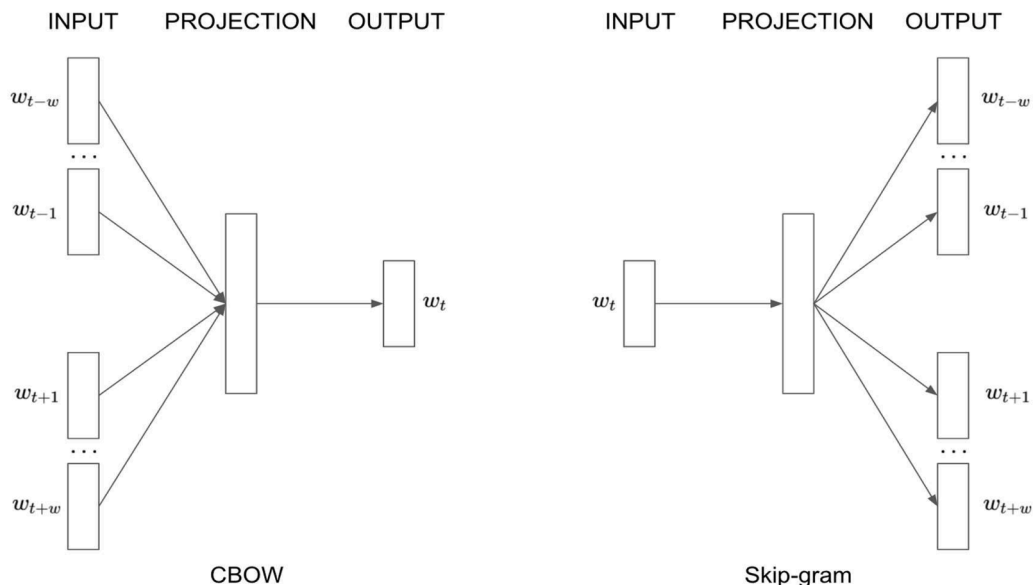 INPUT PROJECTION OUTPUT
w_{t-w}
...
w_{t-1}
w_t
w_{t+1}
...
w_{t+w}
CBOW
INPUT PROJECTION OUTPUT
w_{t-w}
...
w_{t-1}
w_t
w_{t+1}
...
w_{t+w}
Skip-gram